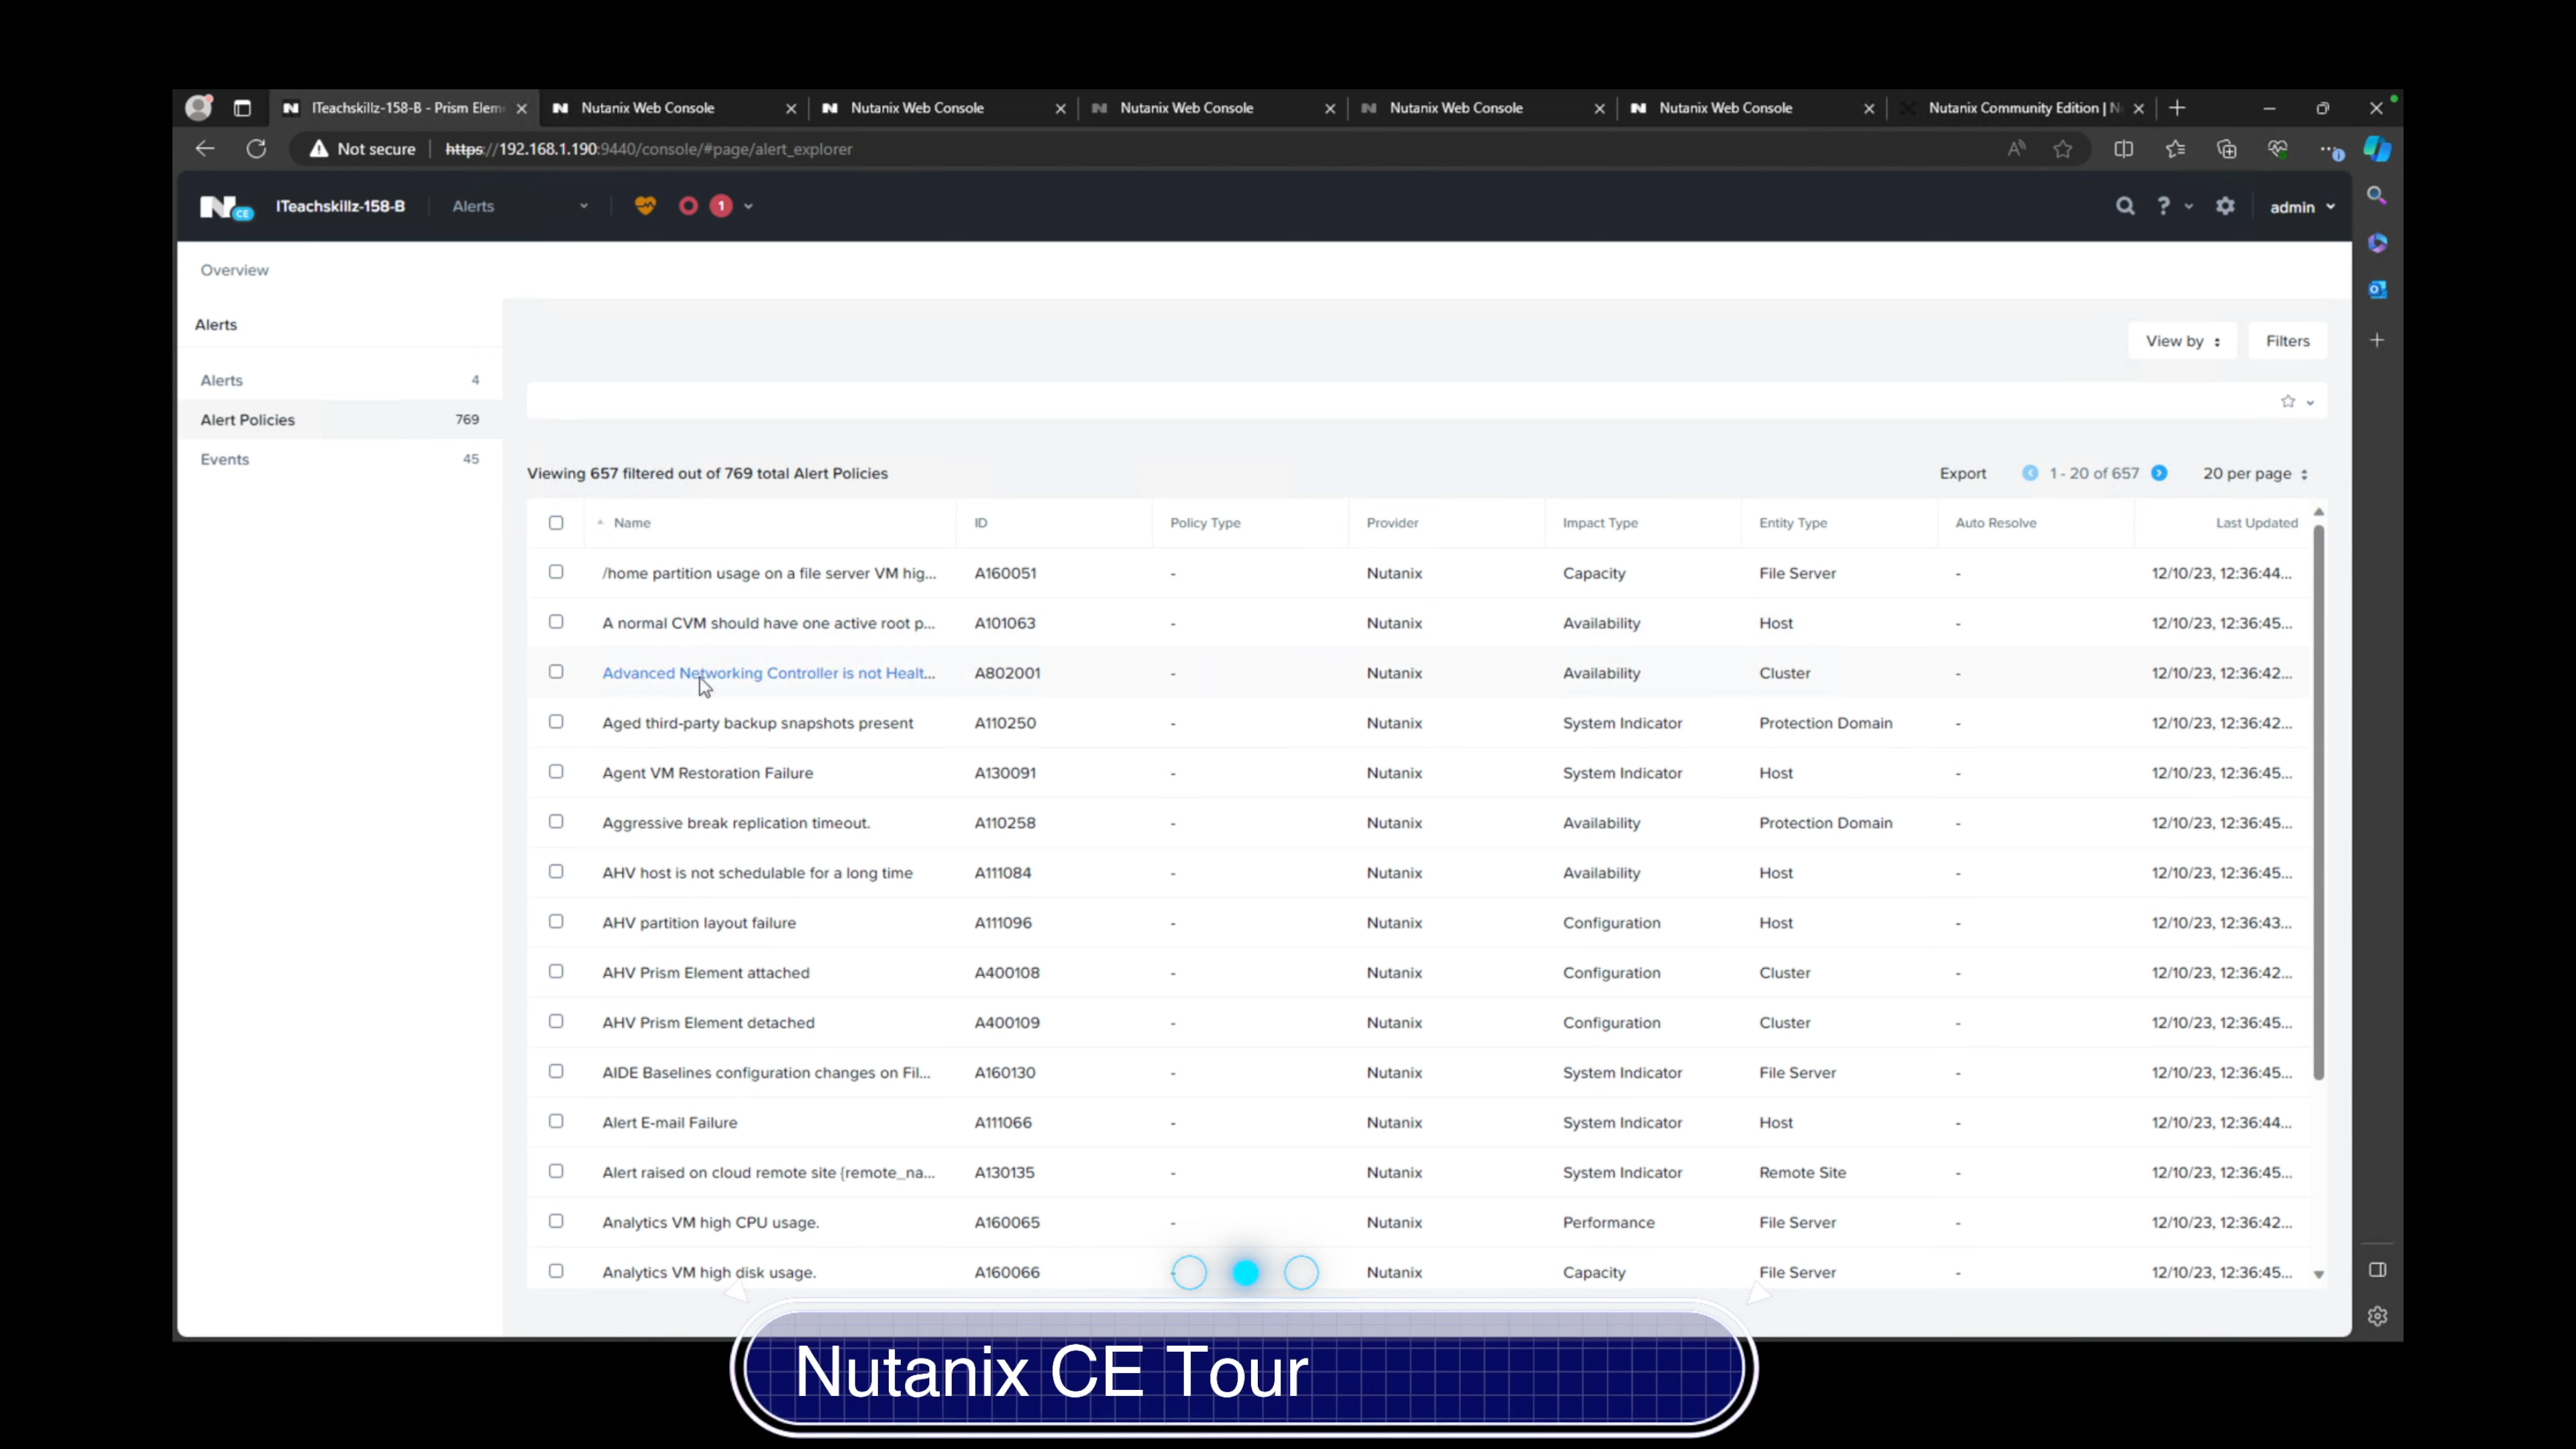 ITeachskillz-158-B - Prism Elem
Nutanix Web Console
Nutanix Web Console
Nutanix Web Console
Nutanix Web Console
Nutanix Web Console
Nutanix Community Edition |
Not secure
https://192.168.1.190:9440/console/#page/alert_explorer
N CE
ITeachskillz-158-B
Alerts
1
?
admin
Overview
Alerts
Alerts 4
Alert Policies 769
Events 45
View by
Filters
Viewing 657 filtered out of 769 total Alert Policies
Export
1 - 20 of 657
20 per page
Name ID Policy Type Provider Impact Type Entity Type Auto Resolve Last Updated
/home partition usage on a file server VM hig... A160051 - Nutanix Capacity File Server - 12/10/23, 12:36:44...
A normal CVM should have one active root p... A101063 - Nutanix Availability Host - 12/10/23, 12:36:45...
Advanced Networking Controller is not Healt... A802001 - Nutanix Availability Cluster - 12/10/23, 12:36:42...
Aged third-party backup snapshots present A110250 - Nutanix System Indicator Protection Domain - 12/10/23, 12:36:42...
Agent VM Restoration Failure A130091 - Nutanix System Indicator Host - 12/10/23, 12:36:45...
Aggressive break replication timeout. A110258 - Nutanix Availability Protection Domain - 12/10/23, 12:36:45...
AHV host is not schedulable for a long time A111084 - Nutanix Availability Host - 12/10/23, 12:36:45...
AHV partition layout failure A111096 - Nutanix Configuration Host - 12/10/23, 12:36:43...
AHV Prism Element attached A400108 - Nutanix Configuration Cluster - 12/10/23, 12:36:42...
AHV Prism Element detached A400109 - Nutanix Configuration Cluster - 12/10/23, 12:36:45...
AIDE Baselines configuration changes on Fil... A160130 - Nutanix System Indicator File Server - 12/10/23, 12:36:45...
Alert E-mail Failure A111066 - Nutanix System Indicator Host - 12/10/23, 12:36:44...
Alert raised on cloud remote site {remote_na... A130135 - Nutanix System Indicator Remote Site - 12/10/23, 12:36:45...
Analytics VM high CPU usage. A160065 - Nutanix Performance File Server - 12/10/23, 12:36:42...
Analytics VM high disk usage. A160066 - Nutanix Capacity File Server - 12/10/23, 12:36:45...
Nutanix CE Tour